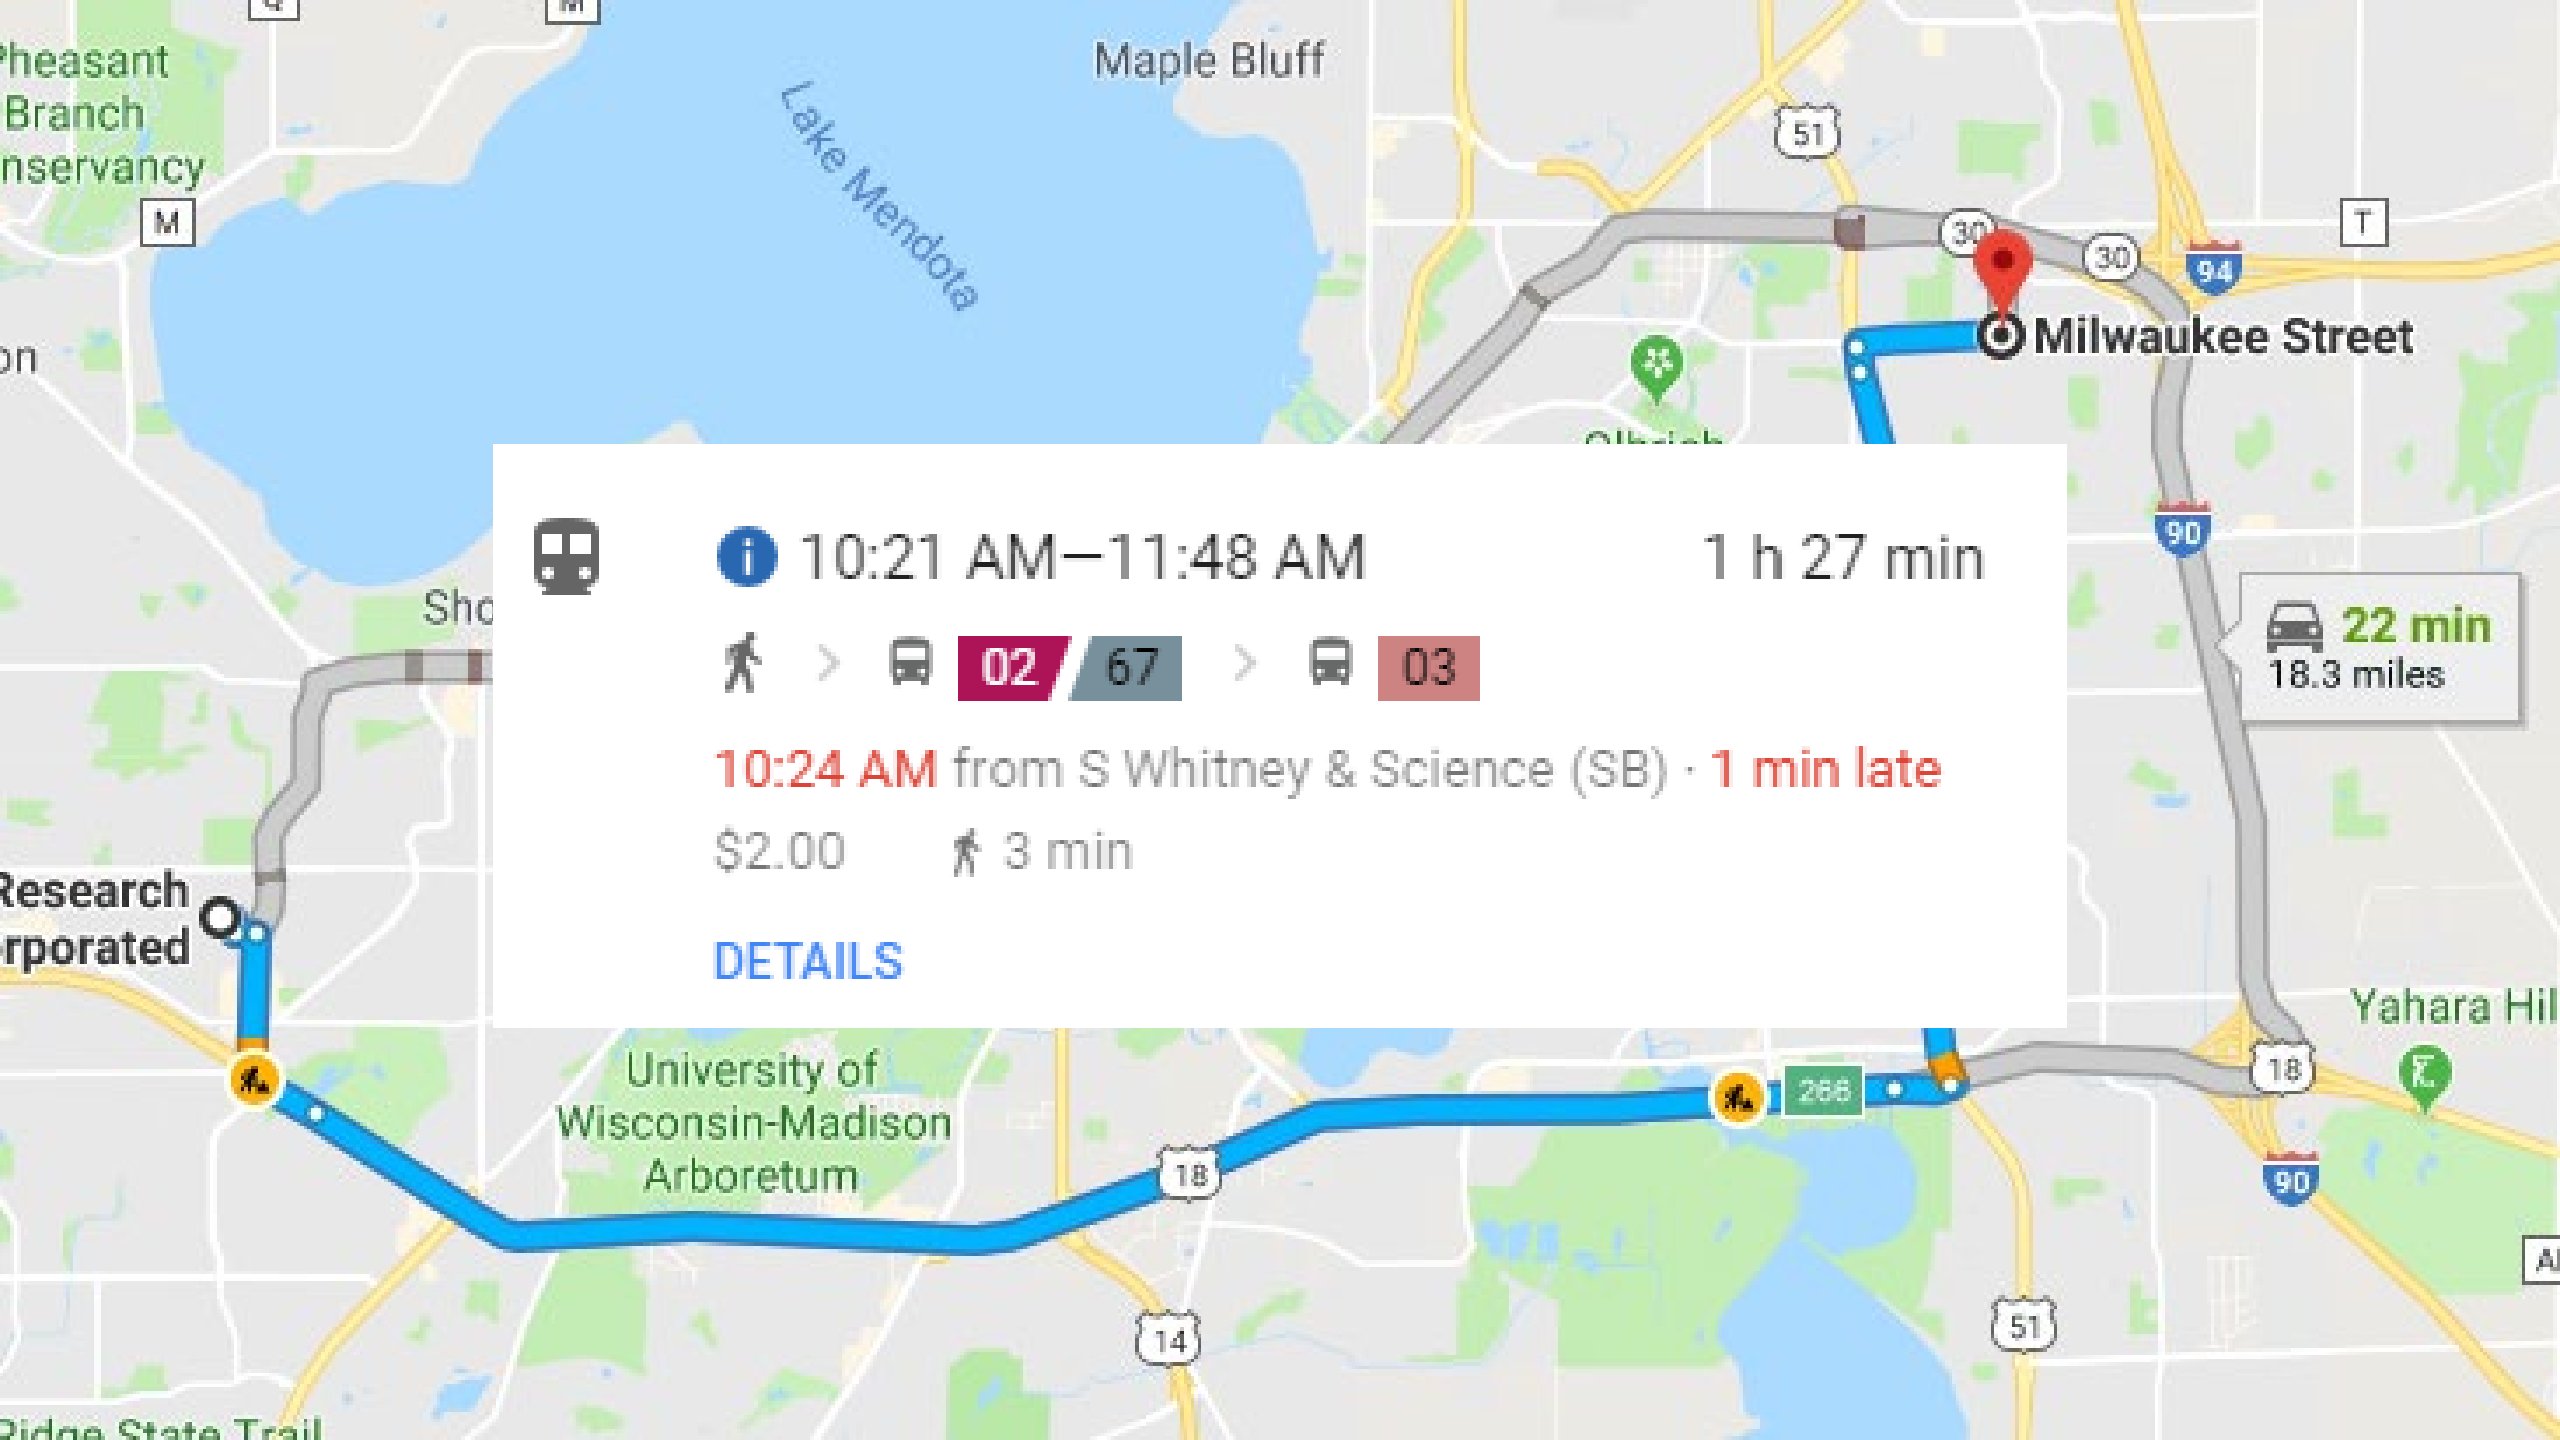 M
Pheasant
Branch
nservancy
M
on
Lake Mendota
Maple Bluff
51
30
30
94
T
Milwaukee Street
90
22 min
18.3 miles
Sho
10:21 AM—11:48 AM
1 h 27 min
02
67
03
10:24 AM from S Whitney & Science (SB) · 1 min late
$2.00
3 min
DETAILS
Research
rporated
University of
Wisconsin-Madison
Arboretum
266
18
18
Yahara Hil
90
14
51
Ridge State Trail